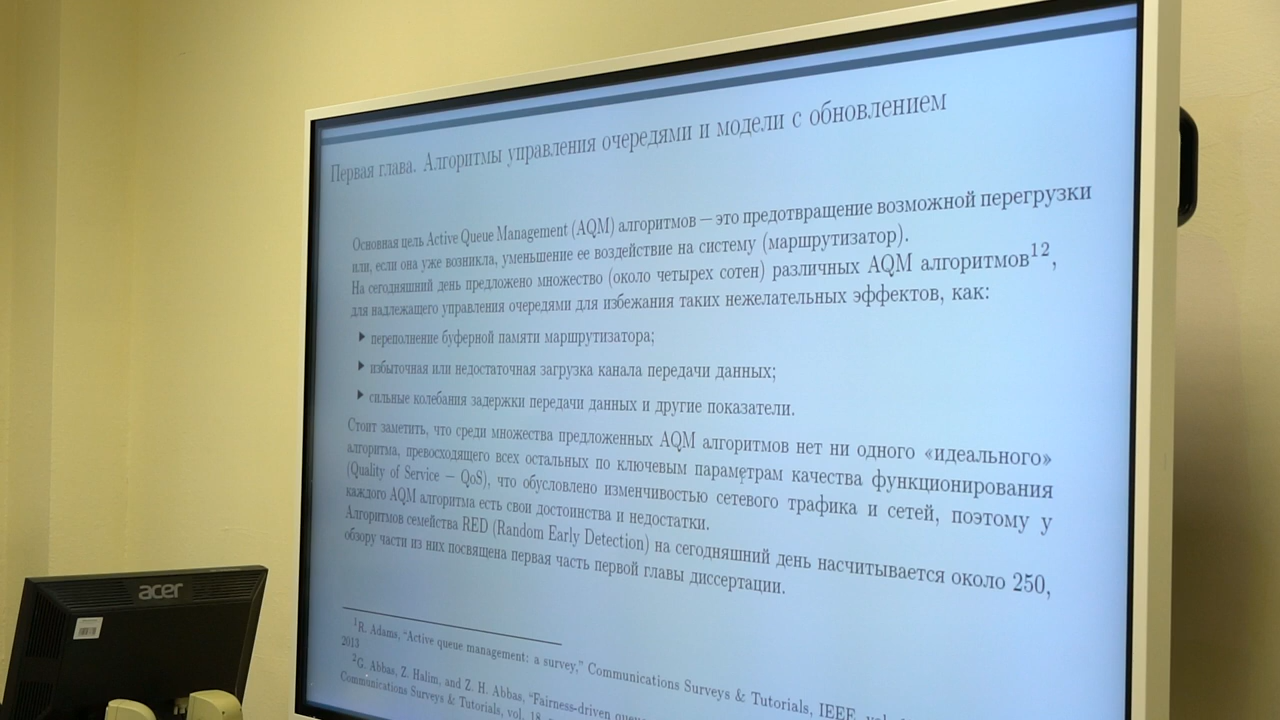 Первая глава. Алгоритмы управления очередями и модели с обновлением
Основная цель Active Queue Management (AQM) алгоритмов — это предотвращение возможной перегрузки
или, если она уже возникла, уменьшение ее воздействие на систему (маршрутизатор).
На сегодняшний день предложено множество (около четырех сотен) различных AQM алгоритмов12,
для надлежащего управления очередями для избежания таких нежелательных эффектов, как:
▶ переполнение буферной памяти маршрутизатора;
▶ избыточная или недостаточная загрузка канала передачи данных;
▶ сильные колебания задержки передачи данных и другие показатели.
Стоит заметить, что среди множества предложенных AQM алгоритмов нет ни одного «идеального»
алгоритма, превосходящего всех остальных по ключевым параметрам качества функционирования
(Quality of Service — QoS), что обусловлено изменчивостью сетевого трафика и сетей, поэтому у
каждого AQM алгоритма есть свои достоинства и недостатки.
Алгоритмов семейства RED (Random Early Detection) на сегодняшний день насчитывается около 250,
обзору части из них посвящена первая часть первой главы диссертации.
1R. Adams, “Active queue management: a survey,” Communications Surveys & Tutorials, IEEE, vol.
2013
2G. Abbas, Z. Halim, and Z. H. Abbas, “Fairness-driven queue
Communications Surveys & Tutorials, vol. 18,
acer